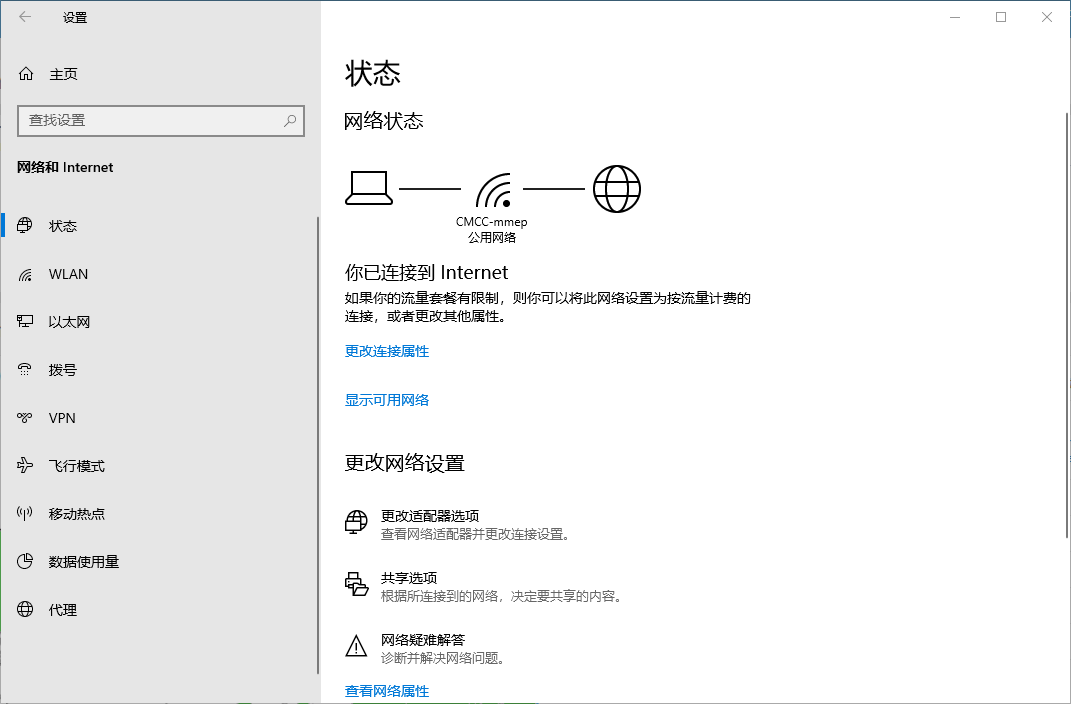 设置
主页
查找设置
网络和 Internet
状态
WLAN
以太网
拨号
VPN
飞行模式
移动热点
数据使用量
代理
状态
网络状态
CMCC-mmep
公用网络
你已连接到 Internet
如果你的流量套餐有限制，则你可以将此网络设置为按流量计费的
连接，或者更改其他属性。
更改连接属性
显示可用网络
更改网络设置
更改适配器选项
查看网络适配器并更改连接设置。
共享选项
根据所连接到的网络，决定要共享的内容。
网络疑难解答
诊断并解决网络问题。
查看网络属性